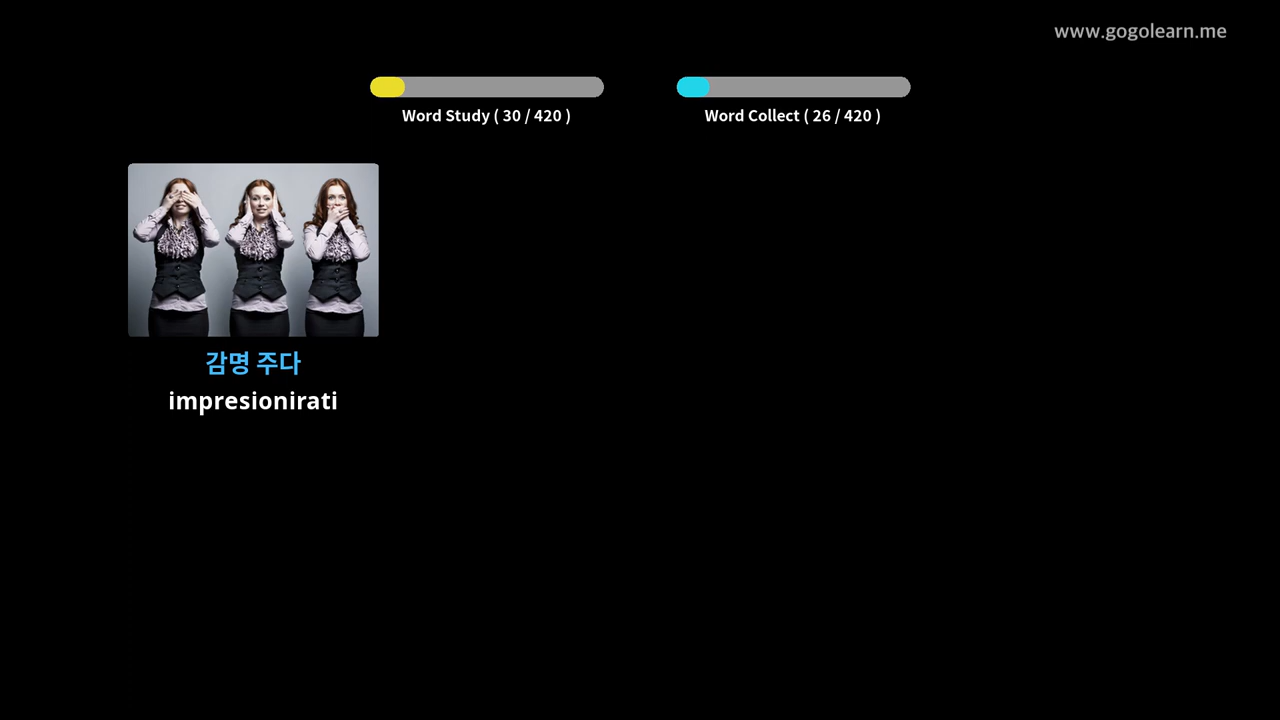 www.gogolearn.me
Word Study ( 30 / 420 )
Word Collect ( 26 / 420 )
감명 주다
impresionirati